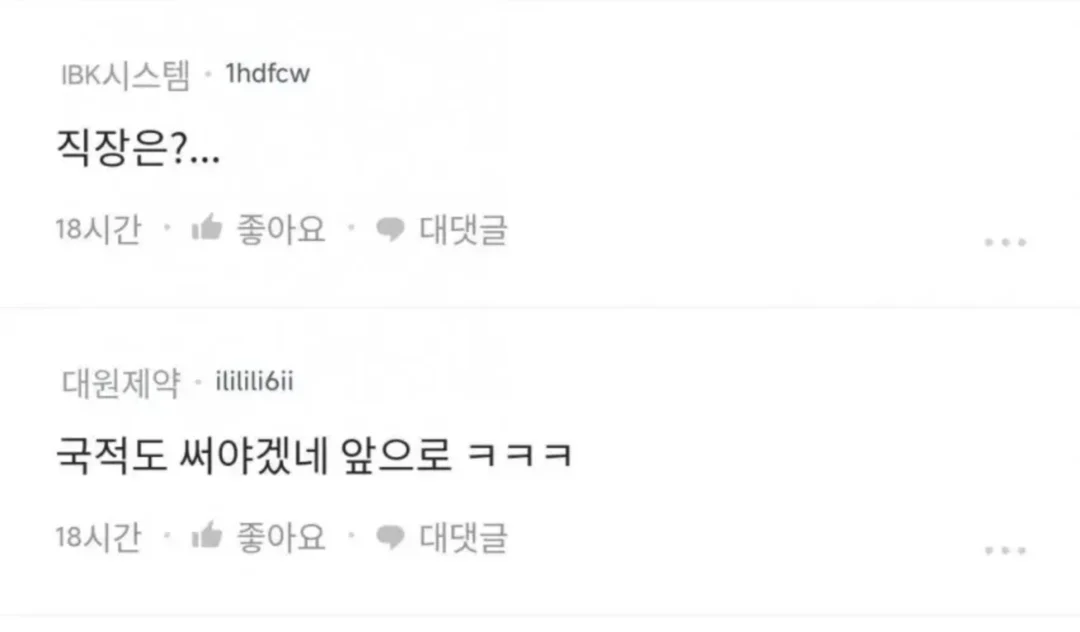 IBK시스템 · 1hdfcw
직장은?...
18시간 · 좋아요 · 대댓글
대원제약 · ililili6ii
국적도 써야겠네 앞으로 ㅋㅋㅋ
18시간 · 좋아요 · 대댓글